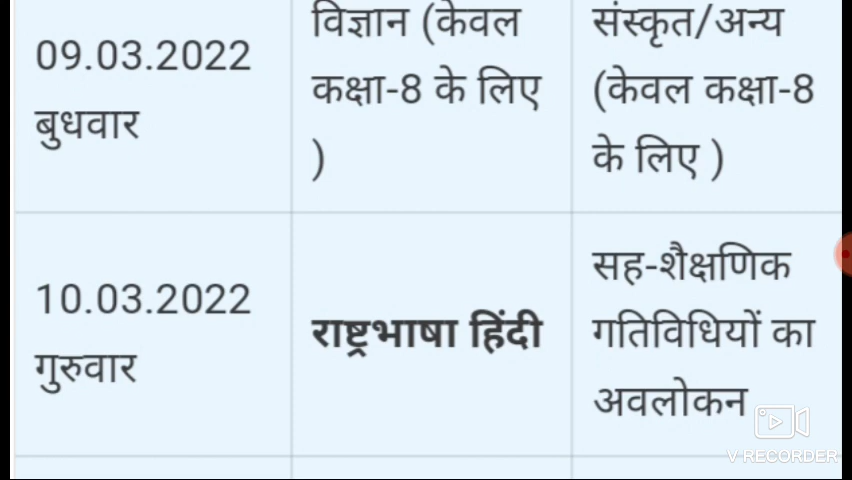 09.03.2022
बुधवार
विज्ञान (केवल
कक्षा-8 के लिए
)
संस्कृत/अन्य
(केवल कक्षा-8
के लिए )
10.03.2022
गुरुवार
राष्ट्रभाषा हिंदी
सह-शैक्षणिक
गतिविधियों का
अवलोकन
V RECORDER